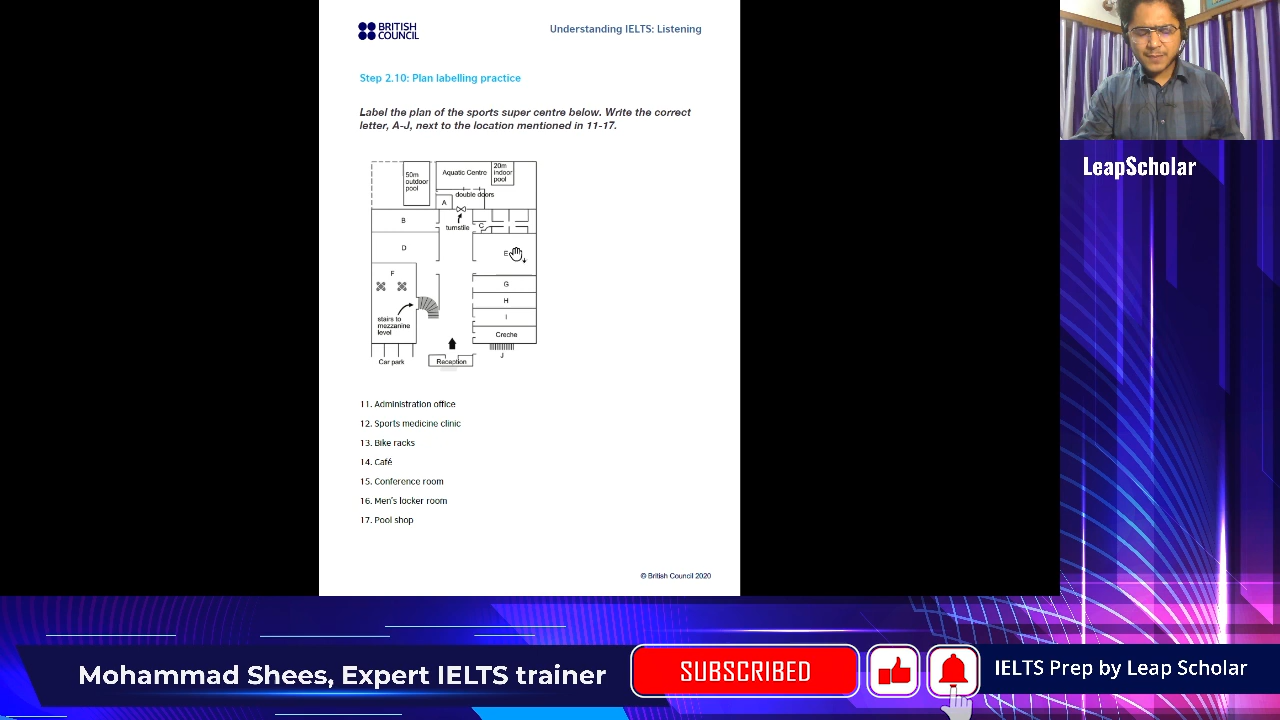 BRITISH
COUNCIL
Understanding IELTS: Listening
Step 2.10: Plan labelling practice
Label the plan of the sports super centre below. Write the correct
letter, A-J, next to the location mentioned in 11-17.
50m
outdoor
pool
Aquatic Centre
20m
indoor
pool
double doors
A
B
turnstile
C
D
E
F
G
H
I
stairs to
mezzanine
level
Creche
J
Car park
Reception
11. Administration office
12. Sports medicine clinic
13. Bike racks
14. Café
15. Conference room
16. Men's locker room
17. Pool shop
© British Council 2020
LeapScholar
Mohammad Shees, Expert IELTS trainer
SUBSCRIBED
IELTS Prep by Leap Scholar